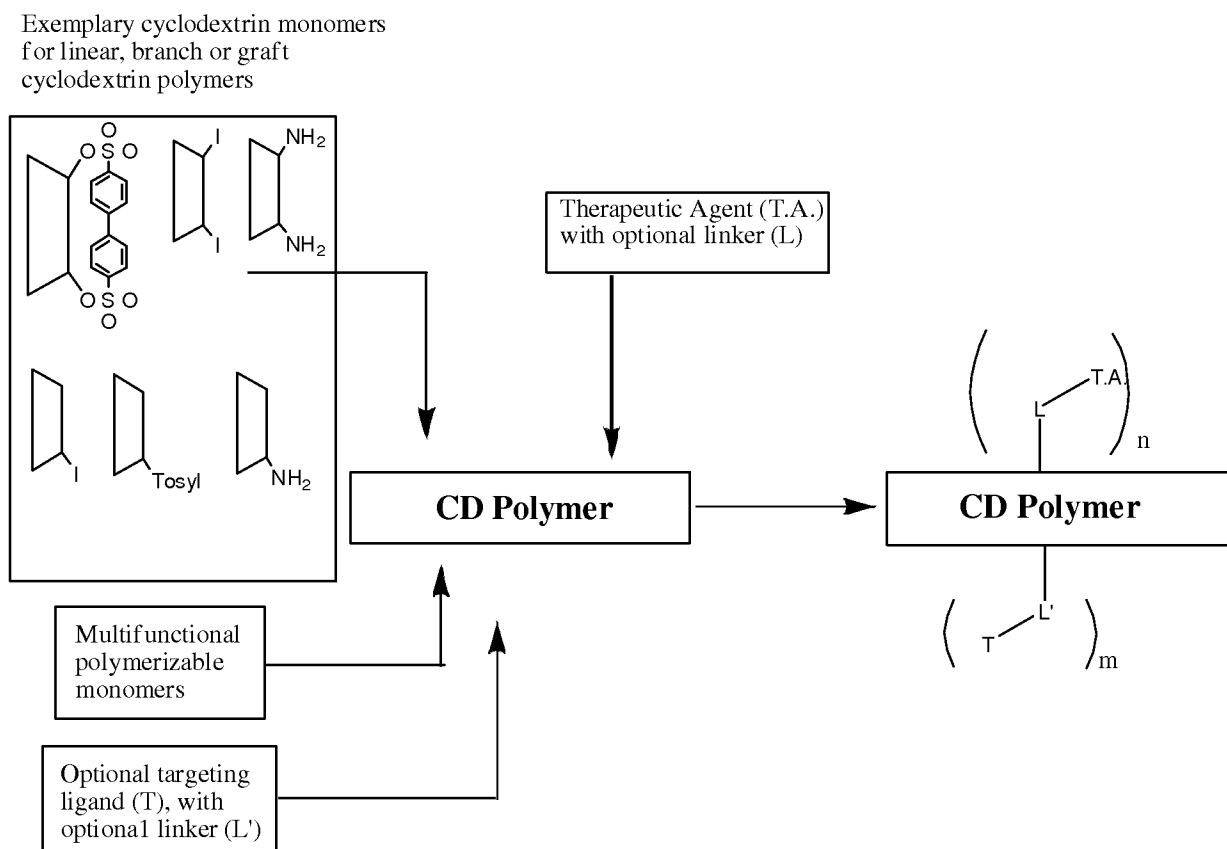 Exemplary cyclodextrin monomers
for linear, branch or graft
cyclodextrin polymers
O
S
O
O
I
NH2
I
NH2
O
S
O
O
I
Tosyl
NH2
Therapeutic Agent (T.A.)
with optional linker (L)
CD Polymer
Multifunctional
polymerizable
monomers
Optional targeting
ligand (T), with
optiona1 linker (L')
T.A.
L
n
CD Polymer
L'
T
m